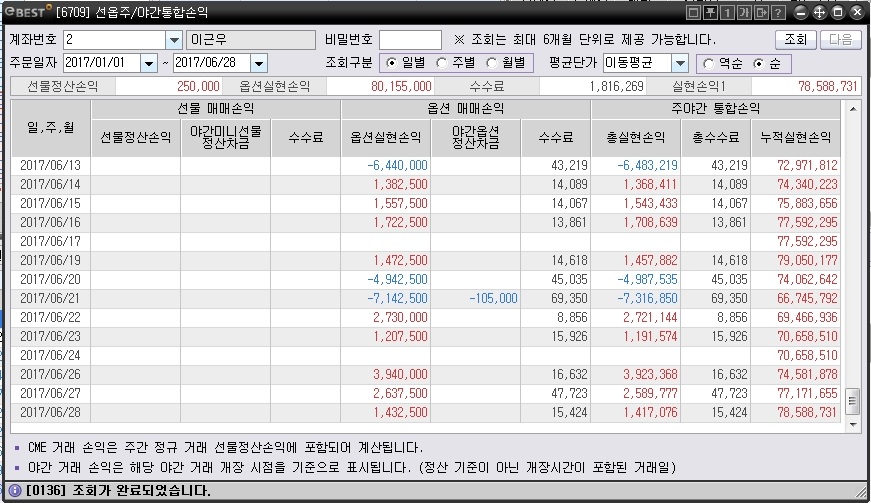 eBEST [6709] 선옵주/야간통합손익
계좌번호 2 이근우 비밀번호 ※ 조회는 최대 6개월 단위로 제공 가능합니다. 조회 다음
주문일자 2017/01/01 ~ 2017/06/28 조회구분 일별 주별 월별 평균단가 이동평균 역순 순
선물정산손익 250,000 옵션실현손익 80,155,000 수수료 1,816,269 실현손익1 78,588,731
일,주,월 선물 매매손익 옵션 매매손익 주야간 통합손익
선물정산손익 야간미니선물 정산차금 수수료 옵션실현손익 야간옵션 정산차금 수수료 총실현손익 총수수료 누적실현손익
2017/06/13 -6,440,000 43,219 -6,483,219 43,219 72,971,812
2017/06/14 1,382,500 14,089 1,368,411 14,089 74,340,223
2017/06/15 1,557,500 14,067 1,543,433 14,067 75,883,656
2017/06/16 1,722,500 13,861 1,708,639 13,861 77,592,295
2017/06/17 77,592,295
2017/06/19 1,472,500 14,618 1,457,882 14,618 79,050,177
2017/06/20 -4,942,500 45,035 -4,987,535 45,035 74,062,642
2017/06/21 -7,142,500 -105,000 69,350 -7,316,850 69,350 66,745,792
2017/06/22 2,730,000 8,856 2,721,144 8,856 69,466,936
2017/06/23 1,207,500 15,926 1,191,574 15,926 70,658,510
2017/06/24 70,658,510
2017/06/26 3,940,000 16,632 3,923,368 16,632 74,581,878
2017/06/27 2,637,500 47,723 2,589,777 47,723 77,171,655
2017/06/28 1,432,500 15,424 1,417,076 15,424 78,588,731
▪ CME 거래 손익은 주간 정규 거래 선물정산손익에 포함되어 계산됩니다.
▪ 야간 거래 손익은 해당 야간 거래 개장 시점을 기준으로 표시됩니다. (정산 기준이 아닌 개장시간이 포함된 거래일)
[0136] 조회가 완료되었습니다.